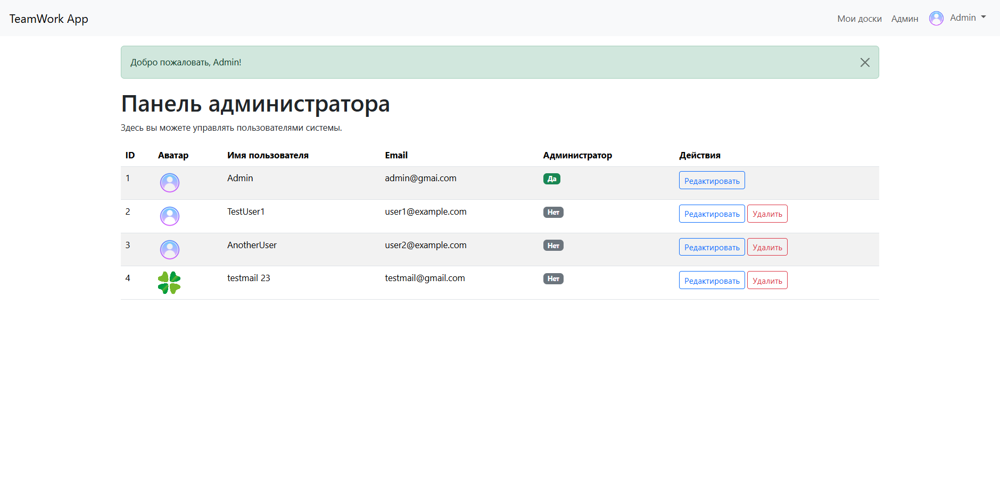 TeamWork App Мои доски Админ Admin
Добро пожаловать, Admin!
Панель администратора
Здесь вы можете управлять пользователями системы.
ID Аватар Имя пользователя Email Администратор Действия
1 Admin admin@gmai.com Да Редактировать
2 TestUser1 user1@example.com Нет Редактировать Удалить
3 AnotherUser user2@example.com Нет Редактировать Удалить
4 testmail 23 testmail@gmail.com Нет Редактировать Удалить